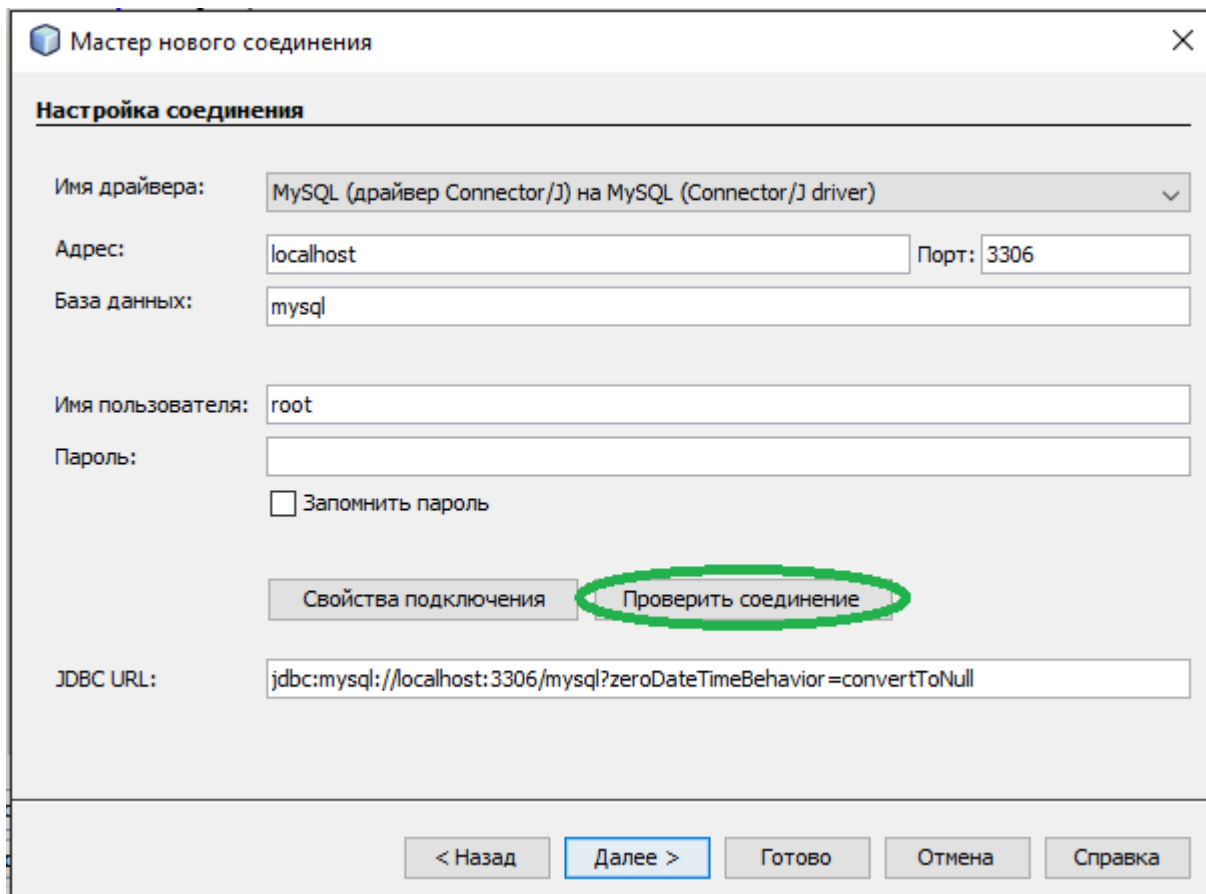 Мастер нового соединения
Настройка соединения
Имя драйвера: MySQL (драйвер Connector/J) на MySQL (Connector/J driver)
Адрес: localhost Порт: 3306
База данных: mysql
Имя пользователя: root
Пароль:
Запомнить пароль
Свойства подключения Проверить соединение
JDBC URL: jdbc:mysql://localhost:3306/mysql?zeroDateTimeBehavior=convertToNull
< Назад Далее > Готово Отмена Справка